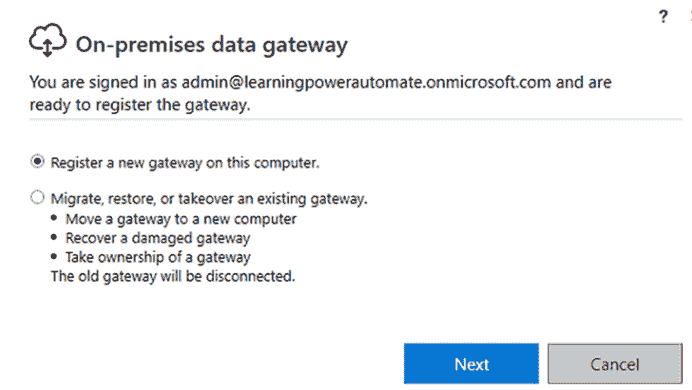 ?
On-premises data gateway
You are signed in as admin@learningpowerautomate.onmicrosoft.com and are
ready to register the gateway.
Register a new gateway on this computer.
Migrate, restore, or takeover an existing gateway.
• Move a gateway to a new computer
• Recover a damaged gateway
• Take ownership of a gateway
The old gateway will be disconnected.
Next Cancel